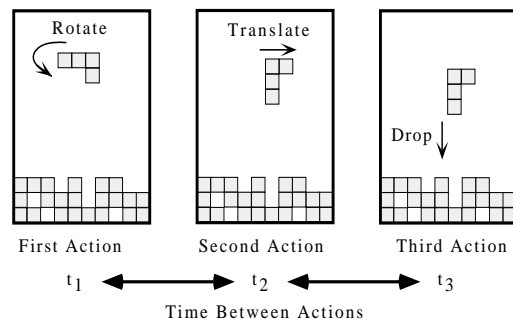 Rotate
Translate
Drop
First Action
Second Action
Third Action
t1
t2
t3
Time Between Actions